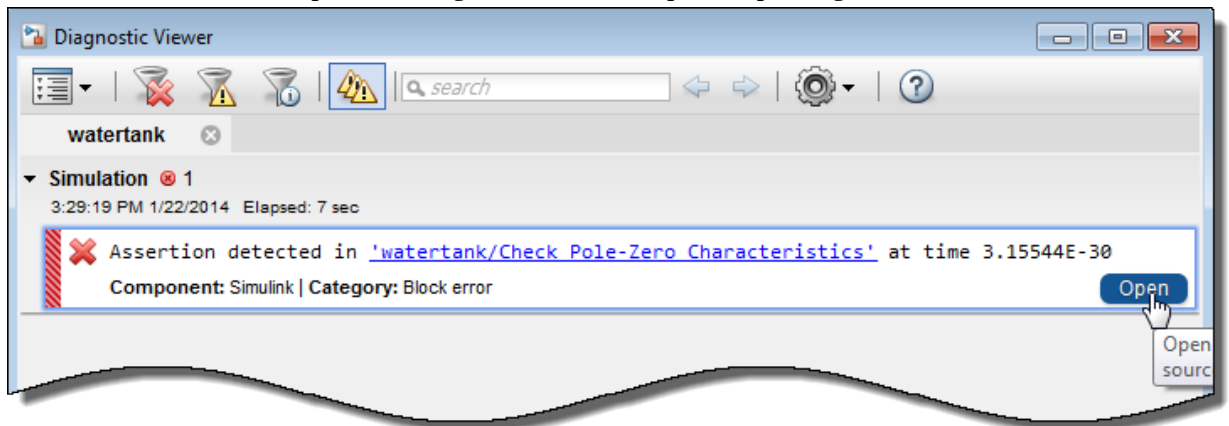 Diagnostic Viewer
search
watertank
Simulation 1
3:29:19 PM 1/22/2014 Elapsed: 7 sec
Assertion detected in 'watertank/Check Pole-Zero Characteristics' at time 3.15544E-30
Component: Simulink | Category: Block error
Open
Open